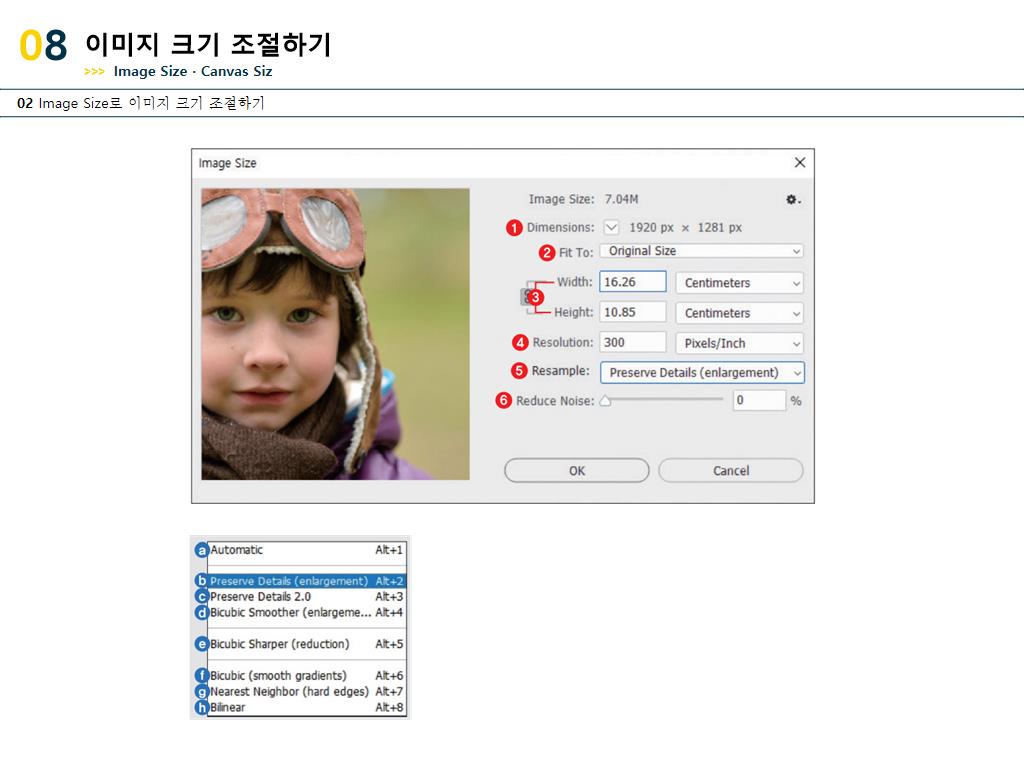 08 이미지 크기 조절하기
>>> Image Size · Canvas Siz
02 Image Size로 이미지 크기 조절하기
Image Size
Image Size: 7.04M
1 Dimensions: 1920 px × 1281 px
2 Fit To: Original Size
Width: 16.26 Centimeters
3
Height: 10.85 Centimeters
4 Resolution: 300 Pixels/Inch
5 Resample: Preserve Details (enlargement)
6 Reduce Noise: 0 %
OK Cancel
a Automatic Alt+1
b Preserve Details (enlargement) Alt+2
c Preserve Details 2.0 Alt+3
d Bicubic Smoother (enlargeme... Alt+4
e Bicubic Sharper (reduction) Alt+5
f Bicubic (smooth gradients) Alt+6
g Nearest Neighbor (hard edges) Alt+7
h Bilinear Alt+8